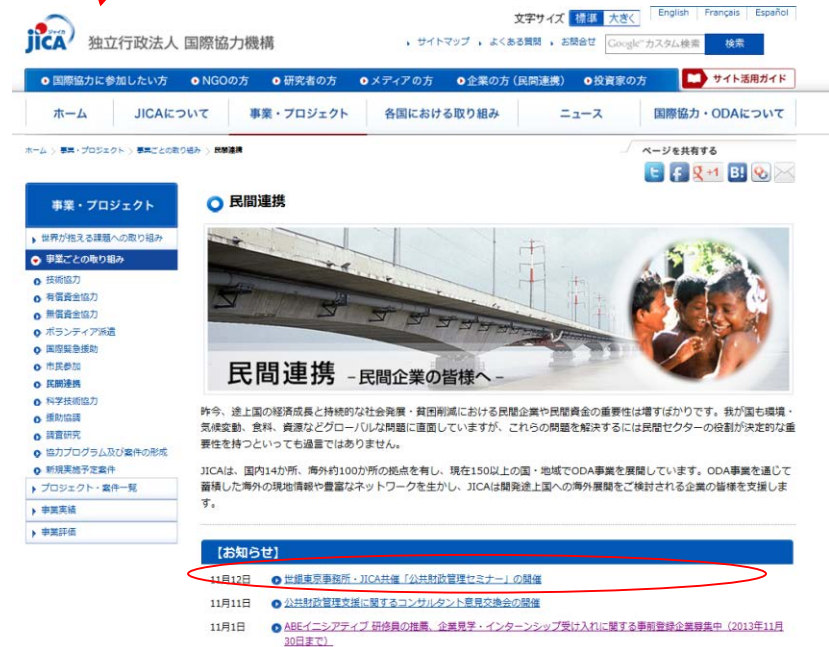 文字サイズ 標準 大きく English Français Español
jica 独立行政法人 国際協力機構
サイトマップ よくある質問 お問合せ Google カスタム検索 検索
国際協力に参加したい方 NGOの方 研究者の方 メディアの方 企業の方（民間連携） 投資家の方 サイト活用ガイド
ホーム JICAについて 事業・プロジェクト 各国における取り組み ニュース 国際協力・ODAについて
ホーム > 事業・プロジェクト > 事業ごとの取り組み > 民間連携
ページを共有する
+1 B!
事業・プロジェクト
世界が抱える課題への取り組み
事業ごとの取り組み
技術協力
有償資金協力
無償資金協力
ボランティア派遣
国際緊急援助
市民参加
民間連携
科学技術協力
援助協調
調査研究
協力プログラム及び案件の形成
新規実施予定案件
プロジェクト・案件一覧
事業実績
事業評価
民間連携
民間連携 －民間企業の皆様へ－
昨今、途上国の経済成長と持続的な社会発展・貧困削減における民間企業や民間資金の重要性は増すばかりです。我が国も環境・
気候変動、食料、資源などグローバルな問題に直面していますが、これらの問題を解決するには民間セクターの役割が決定的な重
要性を持つといっても過言ではありません。
JICAは、国内14か所、海外約100か所の拠点を有し、現在150以上の国・地域でODA事業を展開しています。ODA事業を通じて
蓄積した海外の現地情報や豊富なネットワークを生かし、JICAは開発途上国への海外展開をご検討される企業の皆様を支援しま
す。
【お知らせ】
11月12日 世銀東京事務所・JICA共催「公共財政管理セミナー」の開催
11月11日 公共財政管理支援に関するコンサルタント意見交換会の開催
11月1日 ABEイニシアティブ 研修員の推薦、企業見学・インターンシップ受け入れに関する事前登録企業募集中（2013年11月
30日まで）